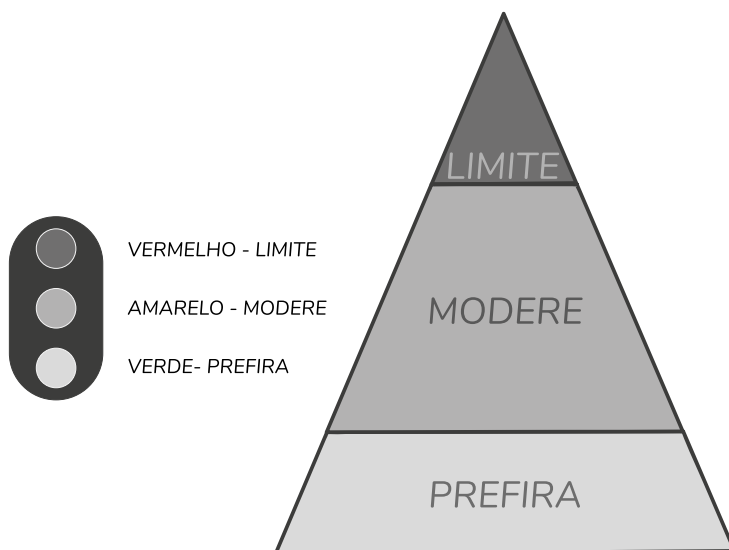 LIMITE
VERMELHO - LIMITE
AMARELO - MODERE
MODERE
VERDE- PREFIRA
PREFIRA